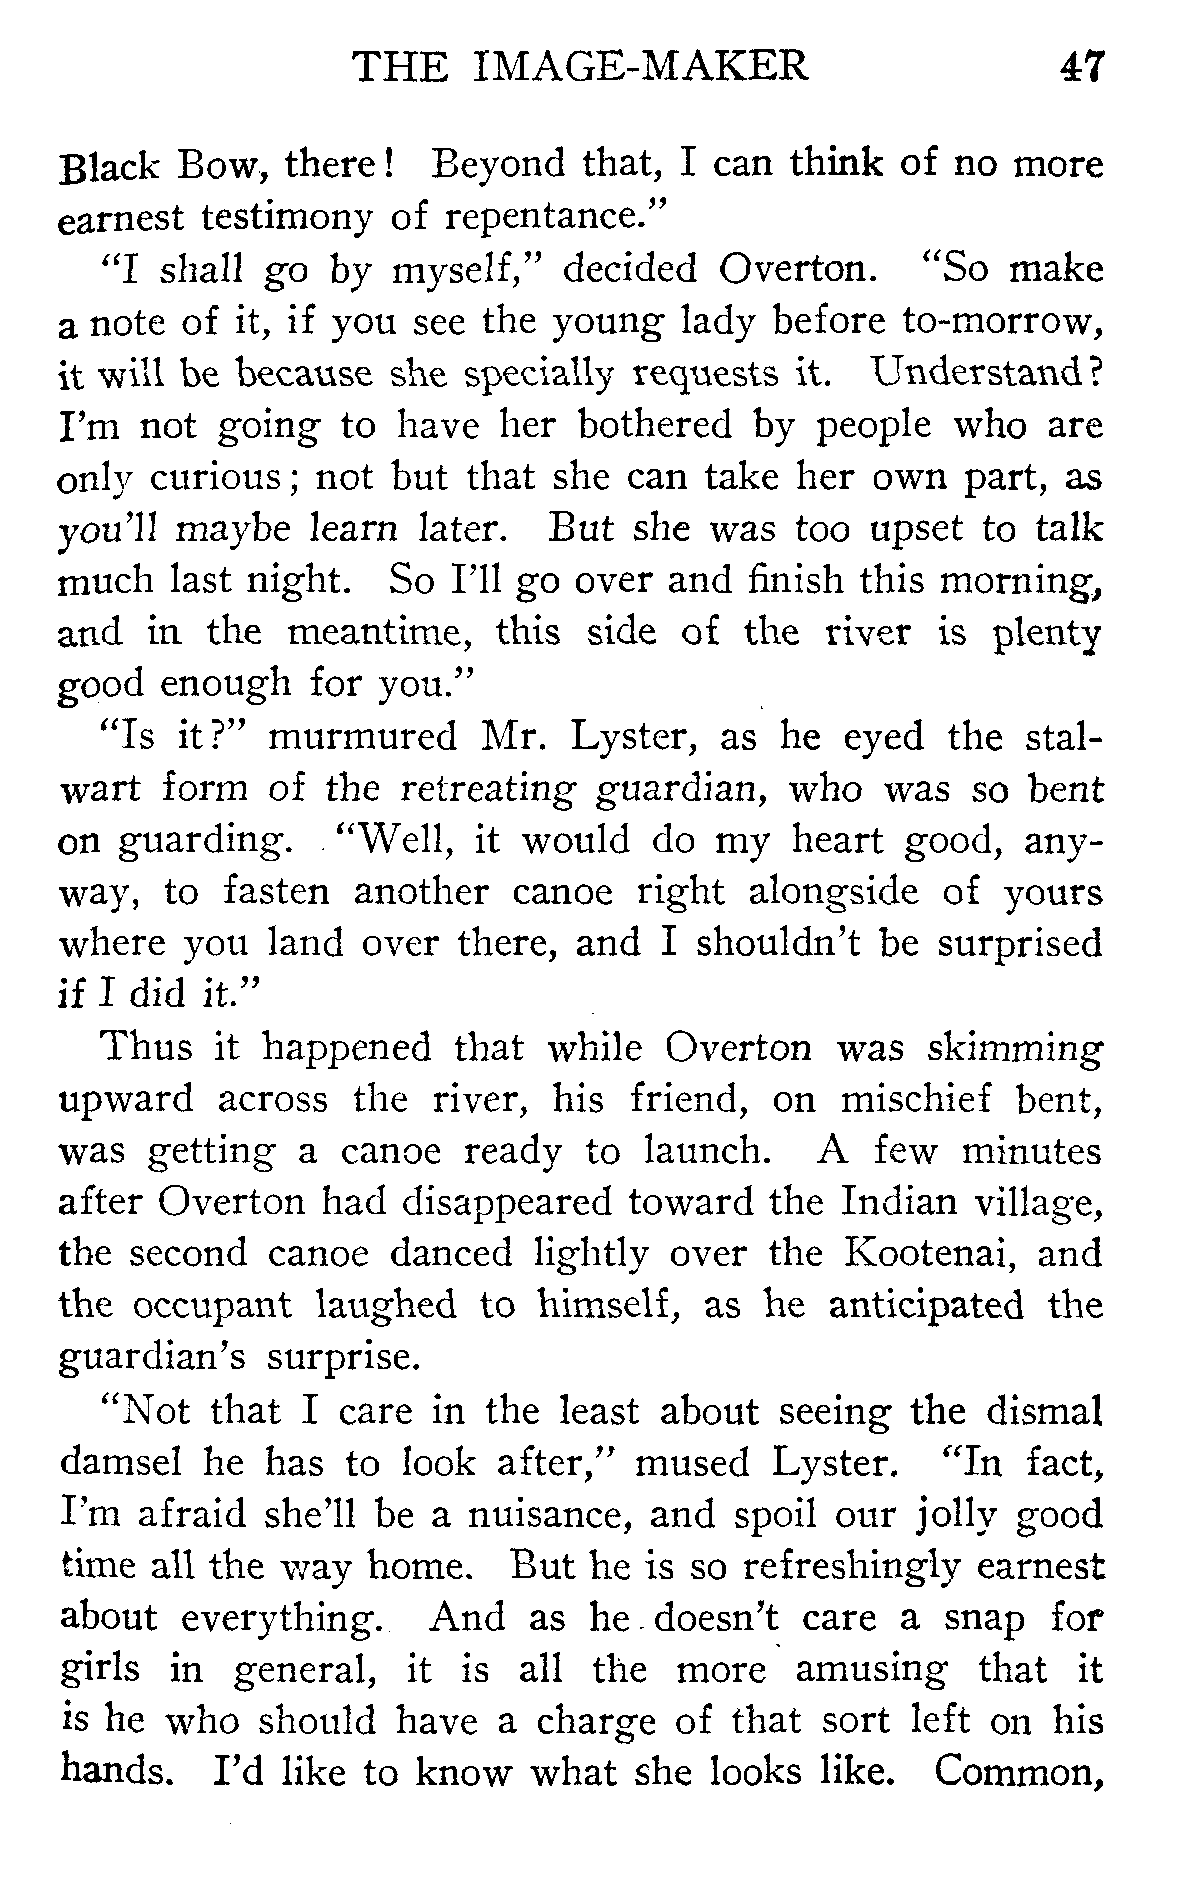 THE IMAGE-MAKER 47
Black Bow, there! Beyond that, I can think of no more
earnest testimony of repentance."
"I shall go by myself," decided Overton. "So make
a note of it, if you see the young lady before to-morrow,
it will be because she specially requests it. Understand?
I'm not going to have her bothered by people who are
only curious; not but that she can take her own part, as
you'll maybe learn later. But she was too upset to talk
much last night. So I'll go over and finish this morning,
and in the meantime, this side of the river is plenty
good enough for you."
"Is it?" murmured Mr. Lyster, as he eyed the stal-
wart form of the retreating guardian, who was so bent
on guarding. "Well, it would do my heart good, any-
way, to fasten another canoe right alongside of yours
where you land over there, and I shouldn't be surprised
if I did it."
Thus it happened that while Overton was skimming
upward across the river, his friend, on mischief bent,
was getting a canoe ready to launch. A few minutes
after Overton had disappeared toward the Indian village,
the second canoe danced lightly over the Kootenai, and
the occupant laughed to himself, as he anticipated the
guardian's surprise.
"Not that I care in the least about seeing the dismal
damsel he has to look after," mused Lyster. "In fact,
I'm afraid she'll be a nuisance, and spoil our jolly good
time all the way home. But he is so refreshingly earnest
about everything. And as he doesn't care a snap for
girls in general, it is all the more amusing that it
is he who should have a charge of that sort left on his
hands. I'd like to know what she looks like. Common,